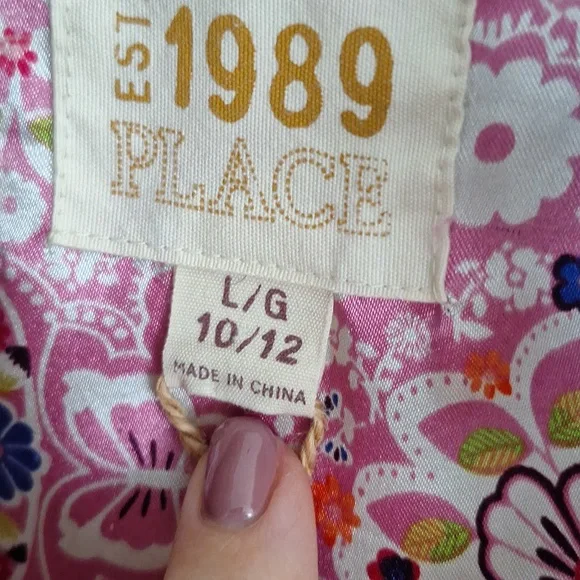 EST
1989
PLACE
L/G
10/12
MADE IN CHINA